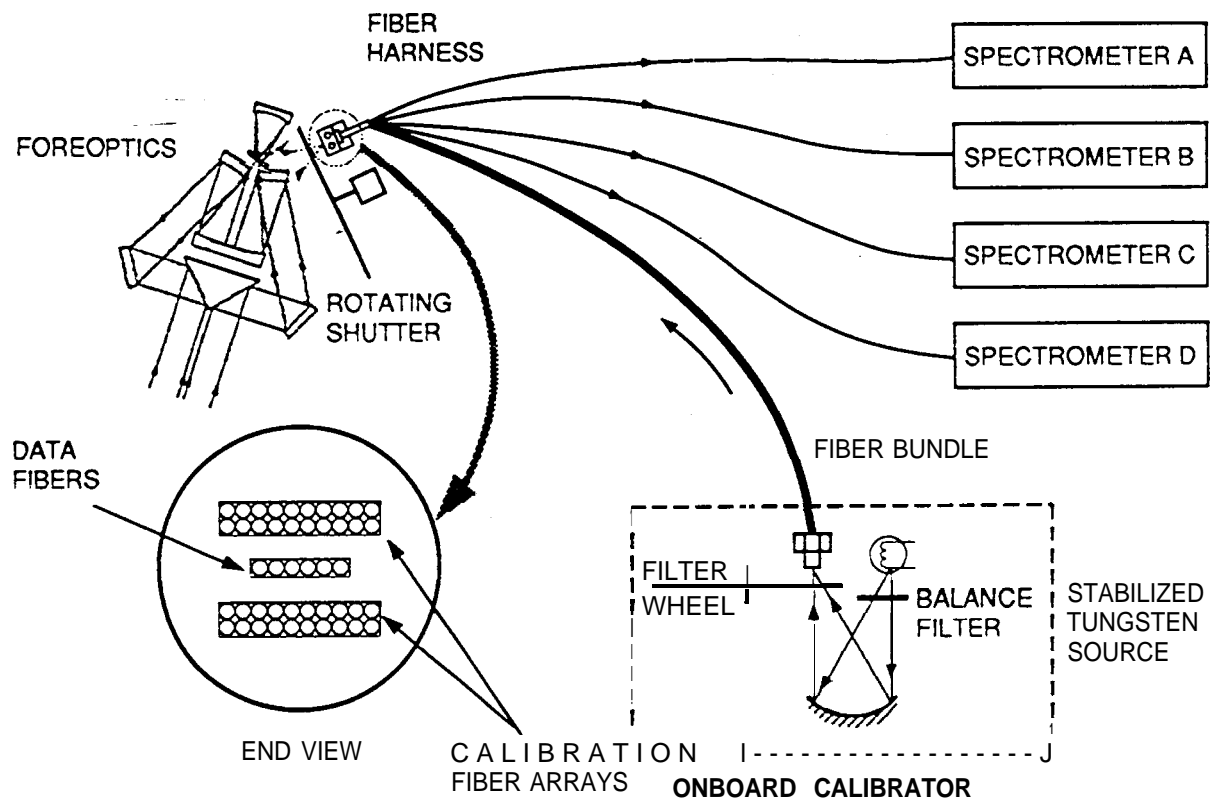 FIBER
HARNESS
SPECTROMETER A
FOREOPTICS
SPECTROMETER B
SPECTROMETER C
ROTATING
SHUTTER
SPECTROMETER D
DATA
FIBERS
FIBER BUNDLE
FILTER
WHEEL
BALANCE
FILTER
STABILIZED
TUNGSTEN
SOURCE
END VIEW
CALIBRATION
FIBER ARRAYS
ONBOARD CALIBRATOR